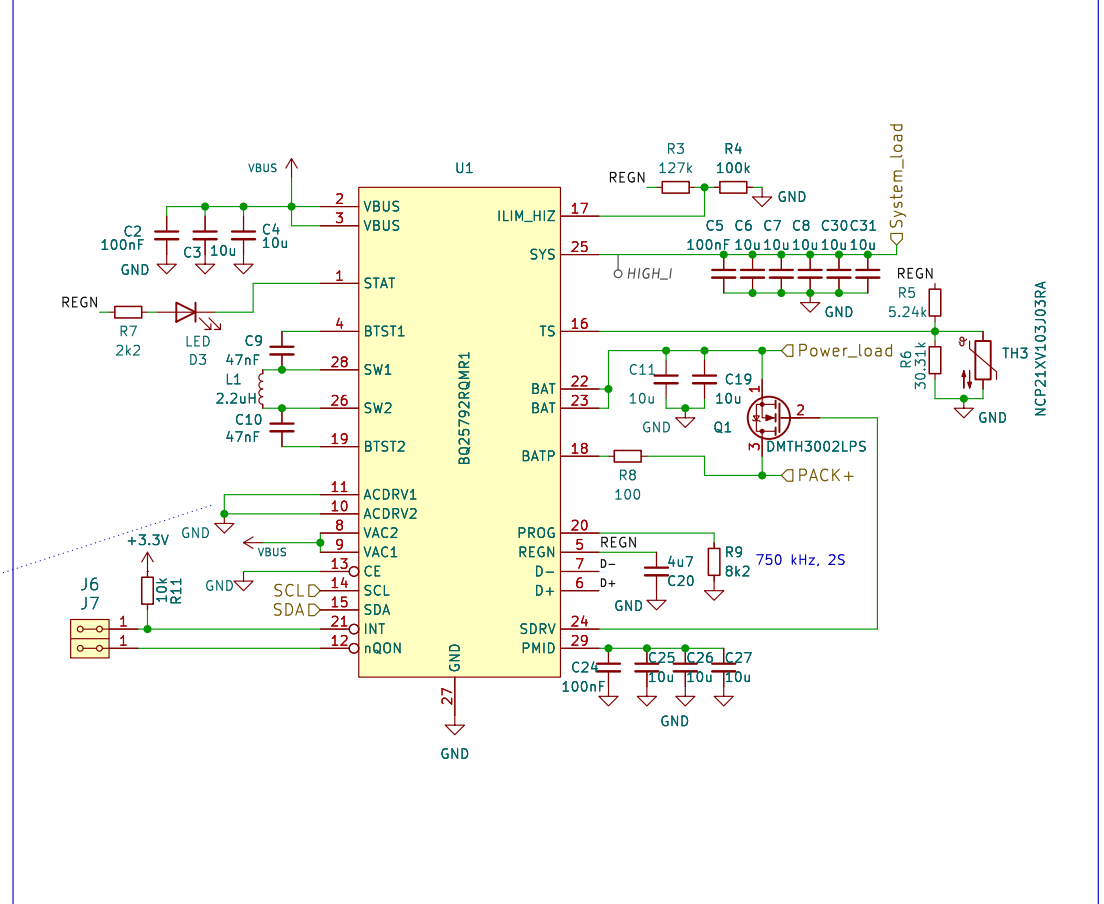 U1
BQ25792RQMR1
VBUS
2
VBUS
3
VBUS
C2
100nF
C3
10u
C4
10u
GND
1
STAT
REGN
R7
2k2
LED
D3
4
BTST1
C9
47nF
28
SW1
L1
2.2uH
26
SW2
C10
47nF
19
BTST2
11
ACDRV1
10
ACDRV2
GND
8
VAC2
9
VAC1
VBUS
13
CE
GND
14
SCL
SCL
15
SDA
SDA
21
INT
12
nQON
+3.3V
10k
R11
J6
J7
1
1
GND
27
GND
REGN
R3
127k
R4
100k
GND
ILIM_HIZ
17
SYS
25
HIGH_I
C5
100nF
C6
10u
C7
10u
C8
10u
C30
10u
C31
10u
System_load
GND
REGN
R5
5.24k
TS
16
R6
30.31k
θ
TH3
NCP21XV103J03RA
GND
Power_load
BAT
22
BAT
23
C11
10u
C19
10u
GND
Q1
1
2
3
DMTH3002LPS
BATP
18
R8
100
PACK+
PROG
20
REGN
5
REGN
D-
7
D-
D+
6
D+
4u7
C20
GND
R9
8k2
750 kHz, 2S
SDRV
24
PMID
29
C24
100nF
C25
10u
C26
10u
C27
10u
GND